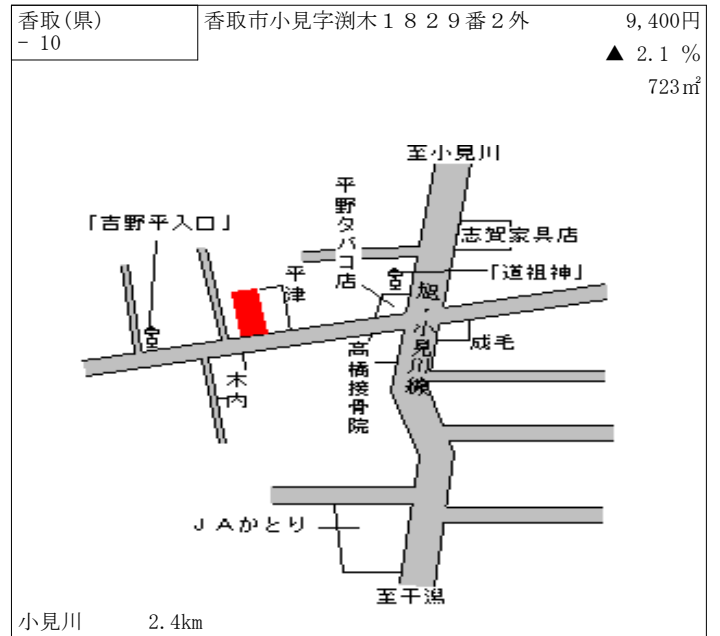 香取(県)
- 10
香取市小見字渕木１８２９番２外
9,400円
▲ 2.1 %
723㎡
至小見川
平野タバコ店
「吉野平入口」
志賀家具店
平津
「道祖神」
旭・小見川線
成毛
高橋接骨院
木内
ＪＡかとり
至干潟
小見川 2.4km